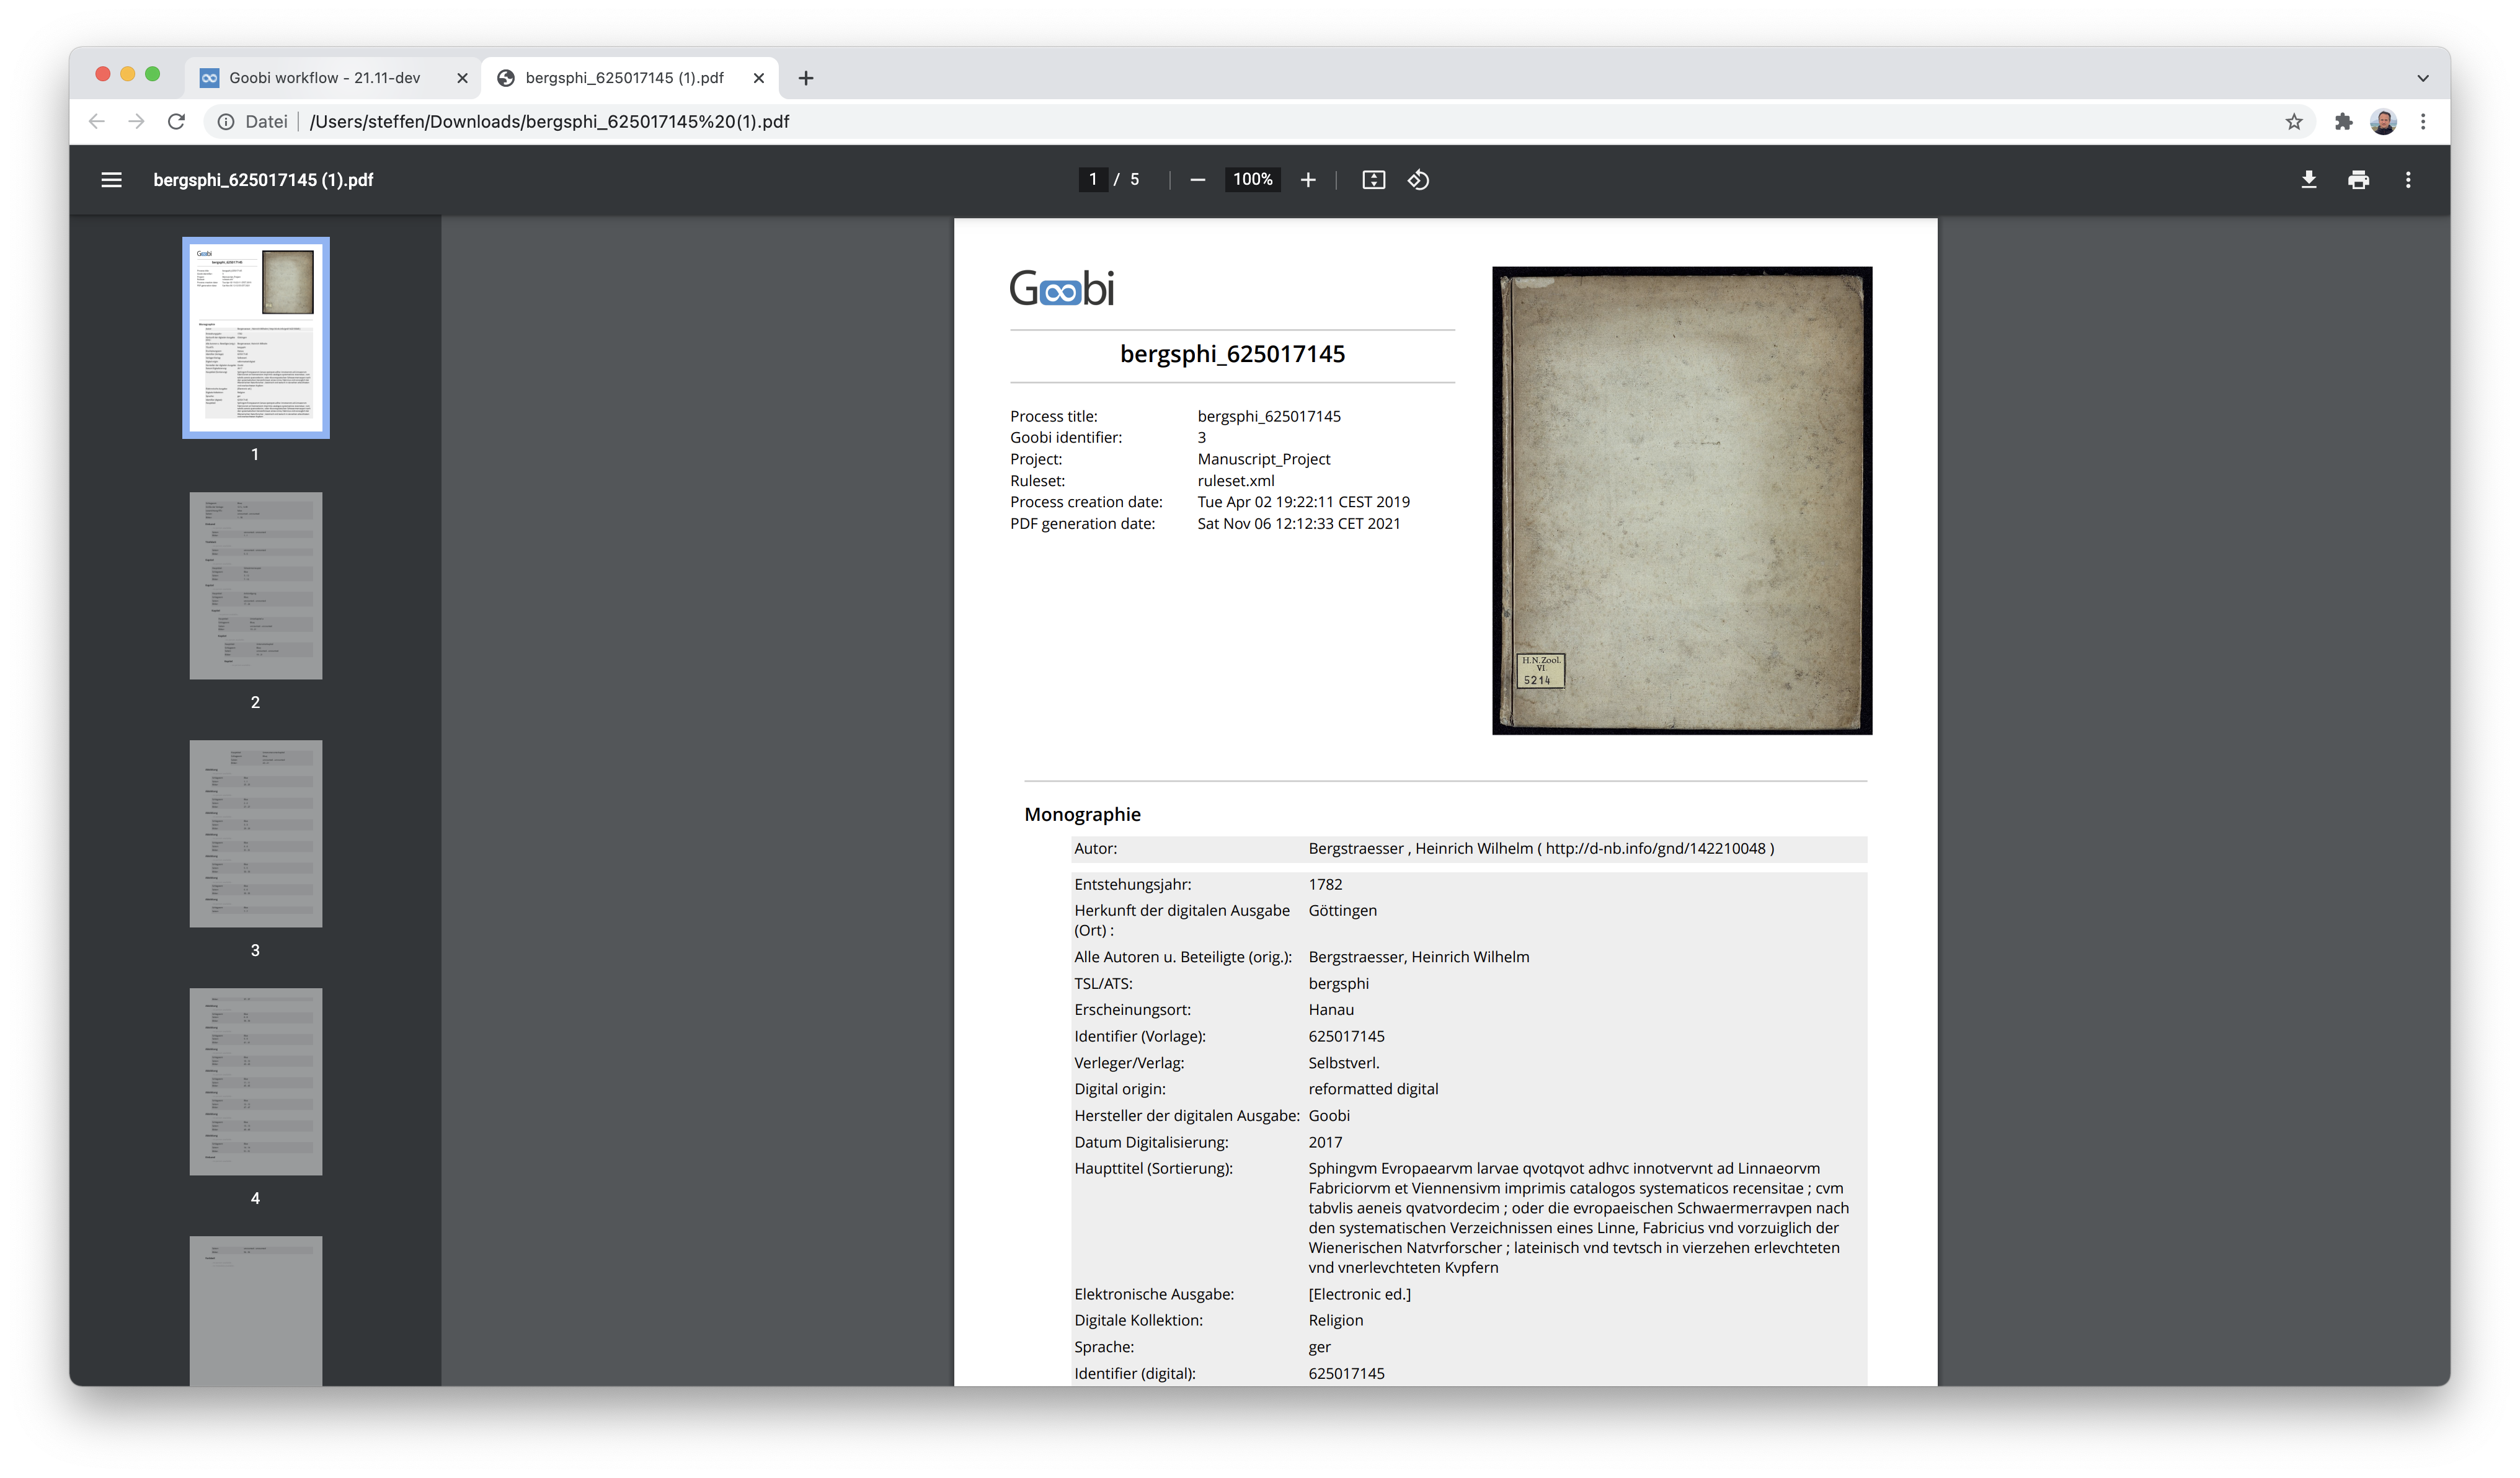 Goobi workflow - 21.11-dev
bergsphi_625017145 (1).pdf
Datei
/Users/steffen/Downloads/bergsphi_625017145%20(1).pdf
bergsphi_625017145 (1).pdf
1 / 5
100%
1
2
3
4
Goobi
bergsphi_625017145
Process title: bergsphi_625017145
Goobi identifier: 3
Project: Manuscript_Project
Ruleset: ruleset.xml
Process creation date: Tue Apr 02 19:22:11 CEST 2019
PDF generation date: Sat Nov 06 12:12:33 CET 2021
H.N.Zool.
VI.
5214
Monographie
Autor: Bergstraesser , Heinrich Wilhelm ( http://d-nb.info/gnd/142210048 )
Entstehungsjahr: 1782
Herkunft der digitalen Ausgabe Göttingen
(Ort) :
Alle Autoren u. Beteiligte (orig.): Bergstraesser, Heinrich Wilhelm
TSL/ATS: bergsphi
Erscheinungsort: Hanau
Identifier (Vorlage): 625017145
Verleger/Verlag: Selbstverl.
Digital origin: reformatted digital
Hersteller der digitalen Ausgabe: Goobi
Datum Digitalisierung: 2017
Haupttitel (Sortierung): Sphingvm Evropaearvm larvae qvotqvot adhvc innotvervnt ad Linnaeorvm
Fabriciorvm et Viennensivm imprimis catalogos systematicos recensitae ; cvm
tabvlis aeneis qvatvordecim ; oder die evropaeischen Schwaermerravpen nach
den systematischen Verzeichnissen eines Linne, Fabricius vnd vorzuiglich der
Wienerischen Natvrforscher ; lateinisch vnd tevtsch in vierzehen erlevchteten
vnd vnerlevchteten Kvpfern
Elektronische Ausgabe: [Electronic ed.]
Digitale Kollektion: Religion
Sprache: ger
Identifier (digital): 625017145